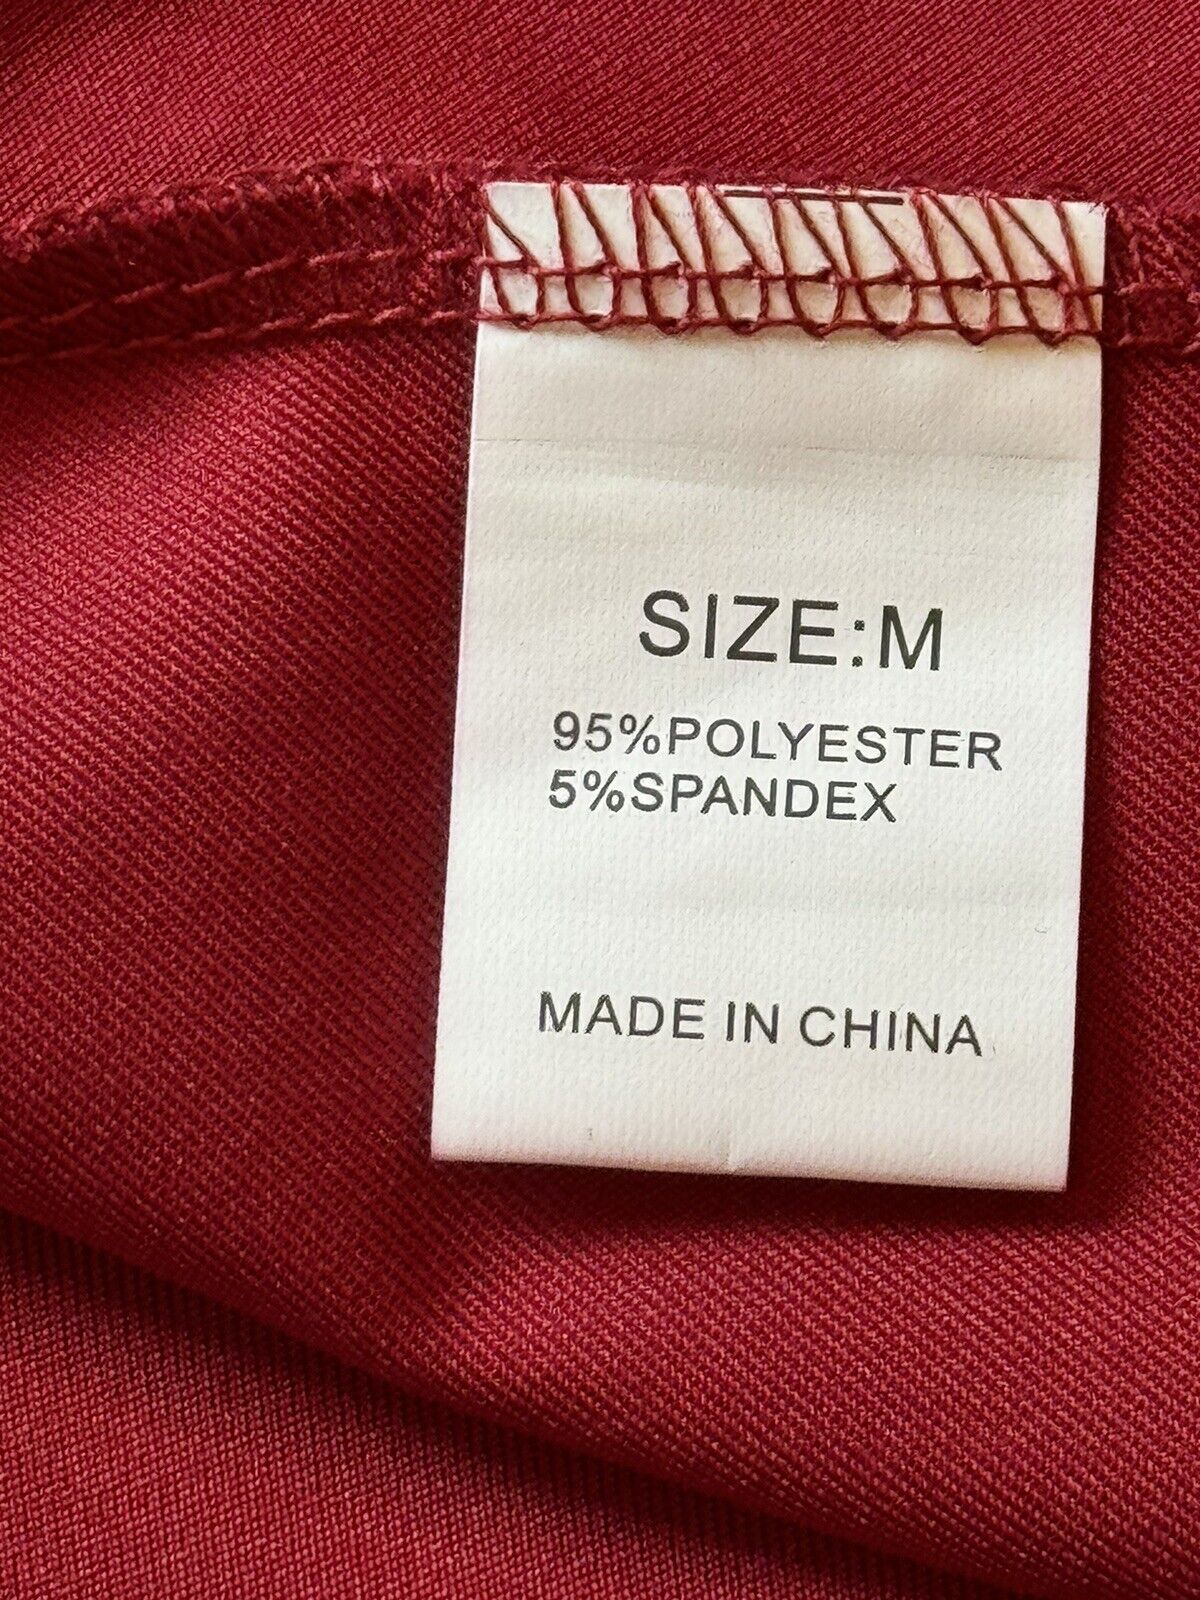 SIZE:M
95%POLYESTER
5%SPANDEX
MADE IN CHINA